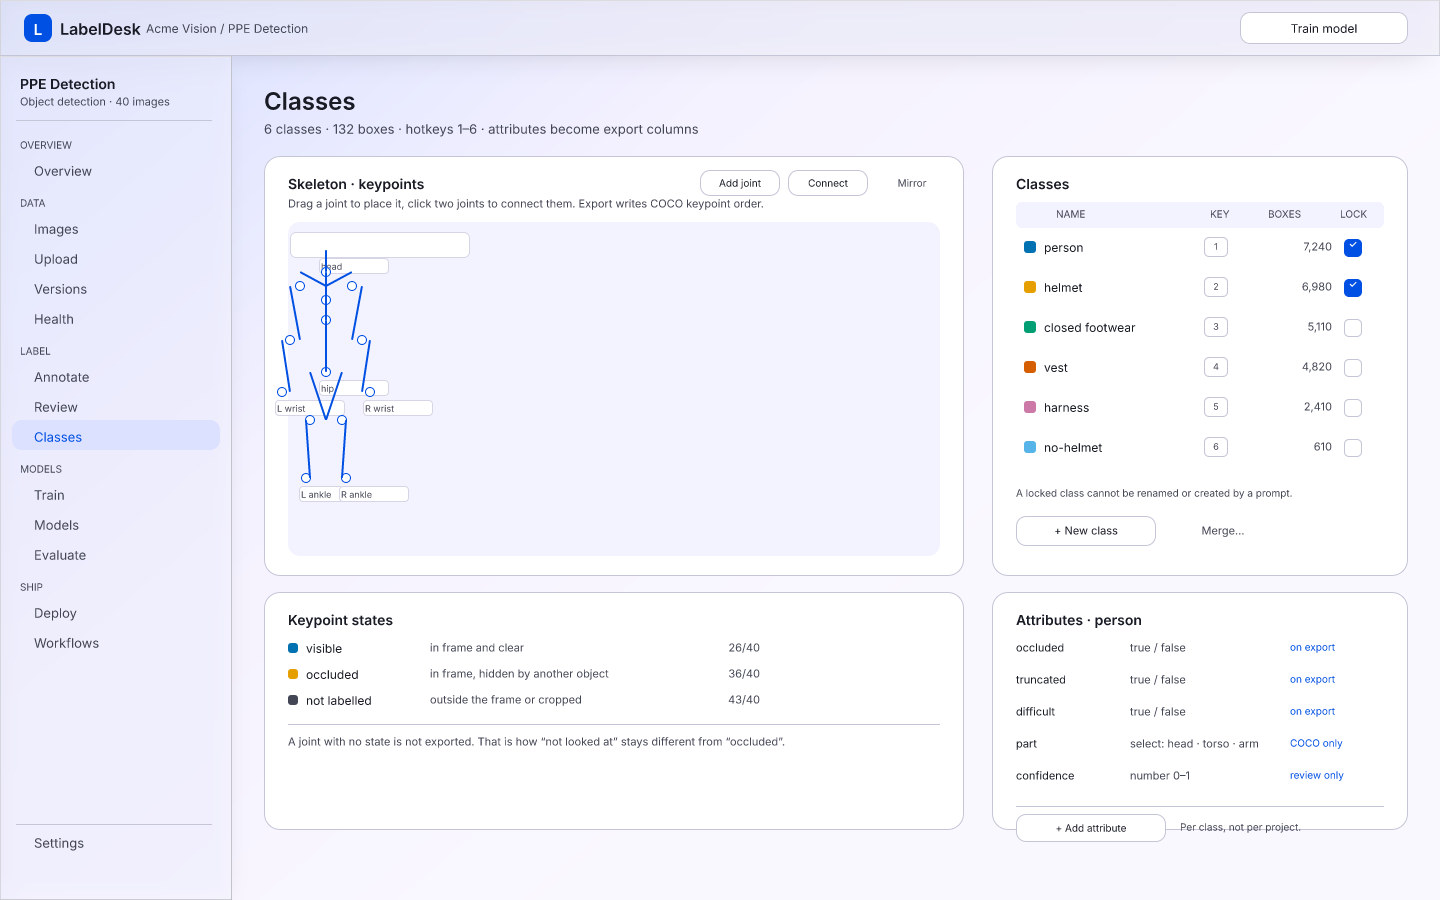 L LabelDesk Acme Vision / PPE Detection
Train model
PPE Detection
Object detection · 40 images
OVERVIEW
Overview
DATA
Images
Upload
Versions
Health
LABEL
Annotate
Review
Classes
MODELS
Train
Models
Evaluate
SHIP
Deploy
Workflows
Settings
Classes
6 classes · 132 boxes · hotkeys 1–6 · attributes become export columns
Skeleton · keypoints
Add joint
Connect
Mirror
Drag a joint to place it, click two joints to connect them. Export writes COCO keypoint order.
head
hip
L wrist
R wrist
L ankle
R ankle
Classes
NAME KEY BOXES LOCK
person 1 7,240
helmet 2 6,980
closed footwear 3 5,110
vest 4 4,820
harness 5 2,410
no-helmet 6 610
A locked class cannot be renamed or created by a prompt.
+ New class
Merge...
Keypoint states
visible in frame and clear 26/40
occluded in frame, hidden by another object 36/40
not labelled outside the frame or cropped 43/40
A joint with no state is not exported. That is how “not looked at” stays different from “occluded”.
Attributes · person
occluded true / false on export
truncated true / false on export
difficult true / false on export
part select: head · torso · arm COCO only
confidence number 0–1 review only
+ Add attribute
Per class, not per project.